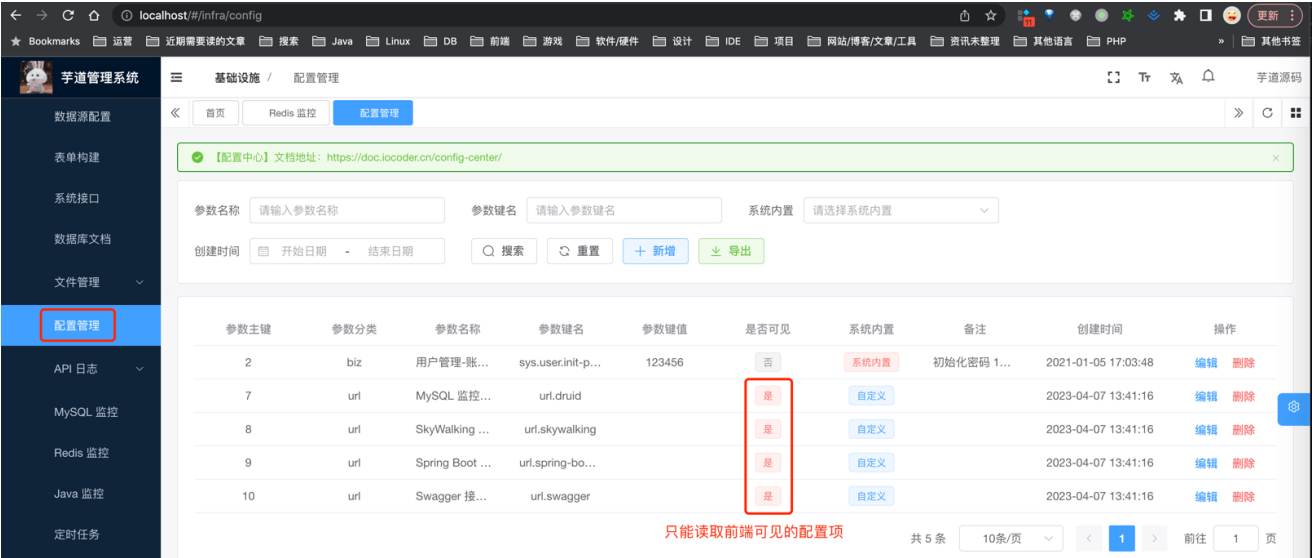 localhost/#/infra/config
11
更新
Bookmarks 运营 近期需要读的文章 搜索 Java Linux DB 前端 游戏 软件/硬件 设计 IDE 项目 网站/博客/文章/工具 资讯未整理 其他语言 PHP » 其他书签
芋道管理系统
基础设施 / 配置管理
芋道源码
首页 Redis 监控 配置管理
数据源配置
表单构建
系统接口
数据库文档
文件管理
配置管理
API 日志
MySQL 监控
Redis 监控
Java 监控
定时任务
【配置中心】文档地址：https://doc.iocoder.cn/config-center/
参数名称 请输入参数名称 参数键名 请输入参数键名 系统内置 请选择系统内置
创建时间 开始日期 - 结束日期 搜索 重置 新增 导出
参数主键 参数分类 参数名称 参数键名 参数键值 是否可见 系统内置 备注 创建时间 操作
2 biz 用户管理-账... sys.user.init-p... 123456 否 系统内置 初始化密码 1... 2021-01-05 17:03:48 编辑 删除
7 url MySQL 监控... url.druid 是 自定义 2023-04-07 13:41:16 编辑 删除
8 url SkyWalking ... url.skywalking 是 自定义 2023-04-07 13:41:16 编辑 删除
9 url Spring Boot ... url.spring-bo... 是 自定义 2023-04-07 13:41:16 编辑 删除
10 url Swagger 接... url.swagger 是 自定义 2023-04-07 13:41:16 编辑 删除
只能读取前端可见的配置项
共 5 条 10条/页 1 前往 1 页